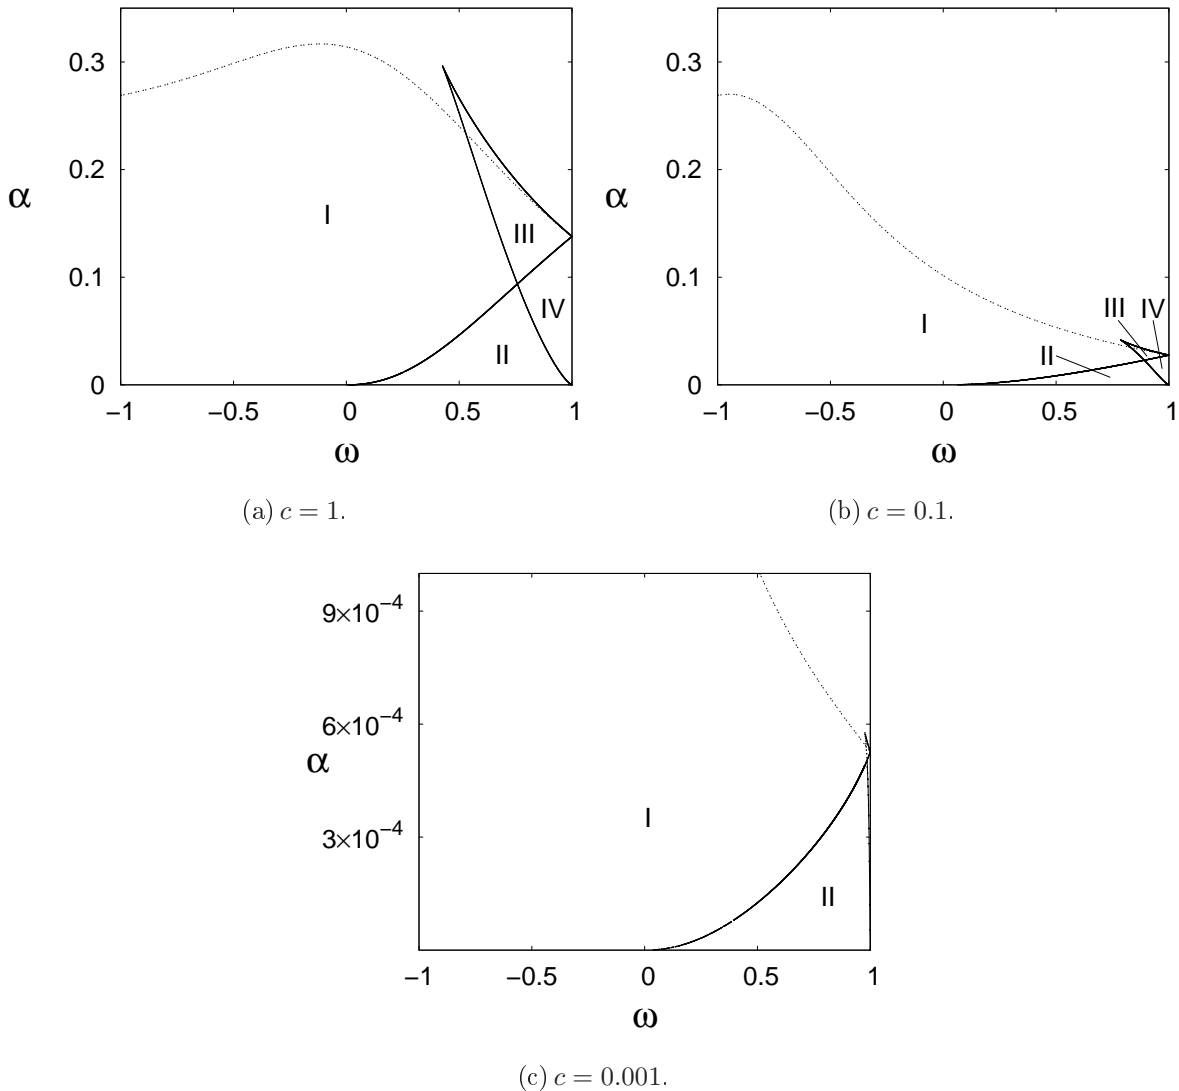 0.3
0.2
α
0.1
0
I
II
III
IV
−1
−0.5
0
0.5
1
ω
(a) c = 1.
0.3
0.2
α
0.1
0
I
II
III
IV
−1
−0.5
0
0.5
1
ω
(b) c = 0.1.
9×10⁻⁴
6×10⁻⁴
α
3×10⁻⁴
I
II
−1
−0.5
0
0.5
1
ω
(c) c = 0.001.